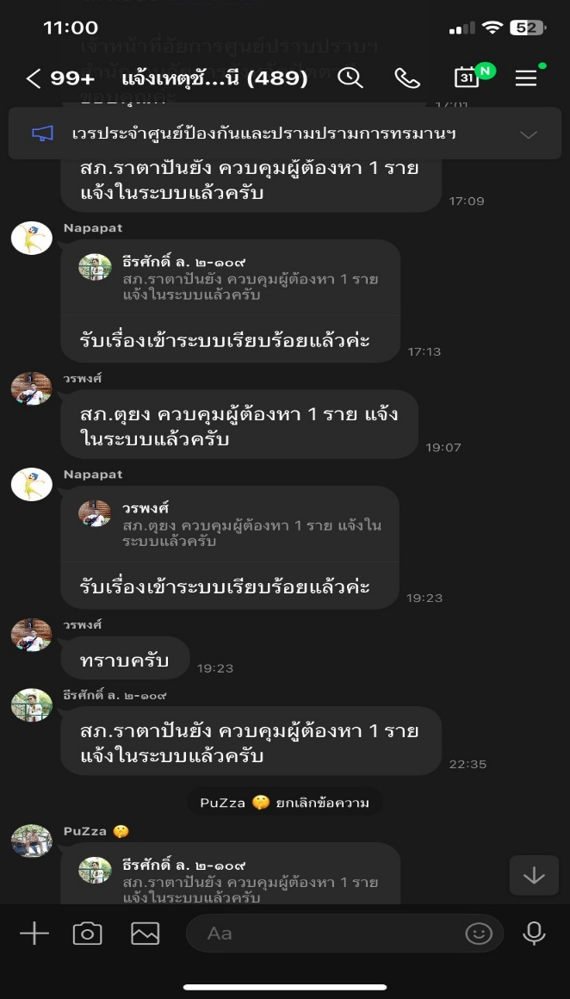 11:00
52
99+ แจ้งเหตุซั...นี (489)
31
N
17:01
เวรประจำศูนย์ป้องกันและปรามปรามการทรมานฯ
สภ.ราตาปันยัง ควบคุมผู้ต้องหา 1 ราย
แจ้งในระบบแล้วครับ
17:09
Napapat
ธีรศักดิ์ ล. ๒-๑๐๙
สภ.ราตาปันยัง ควบคุมผู้ต้องหา 1 ราย
แจ้งในระบบแล้วครับ
รับเรื่องเข้าระบบเรียบร้อยแล้วค่ะ
17:13
วรพงศ์
สภ.ตุยง ควบคุมผู้ต้องหา 1 ราย แจ้ง
ในระบบแล้วครับ
19:07
Napapat
วรพงศ์
สภ.ตุยง ควบคุมผู้ต้องหา 1 ราย แจ้งใน
ระบบแล้วครับ
รับเรื่องเข้าระบบเรียบร้อยแล้วค่ะ
19:23
วรพงศ์
ทราบครับ
19:23
ธีรศักดิ์ ล. ๒-๑๐๙
สภ.ราตาปันยัง ควบคุมผู้ต้องหา 1 ราย
แจ้งในระบบแล้วครับ
22:35
PuZza 🤫 ยกเลิกข้อความ
PuZza 🤫
ธีรศักดิ์ ล. ๒-๑๐๙
สภ.ราตาปันยัง ควบคุมผู้ต้องหา 1 ราย
แจ้งในระบบแล้วครับ
Aa